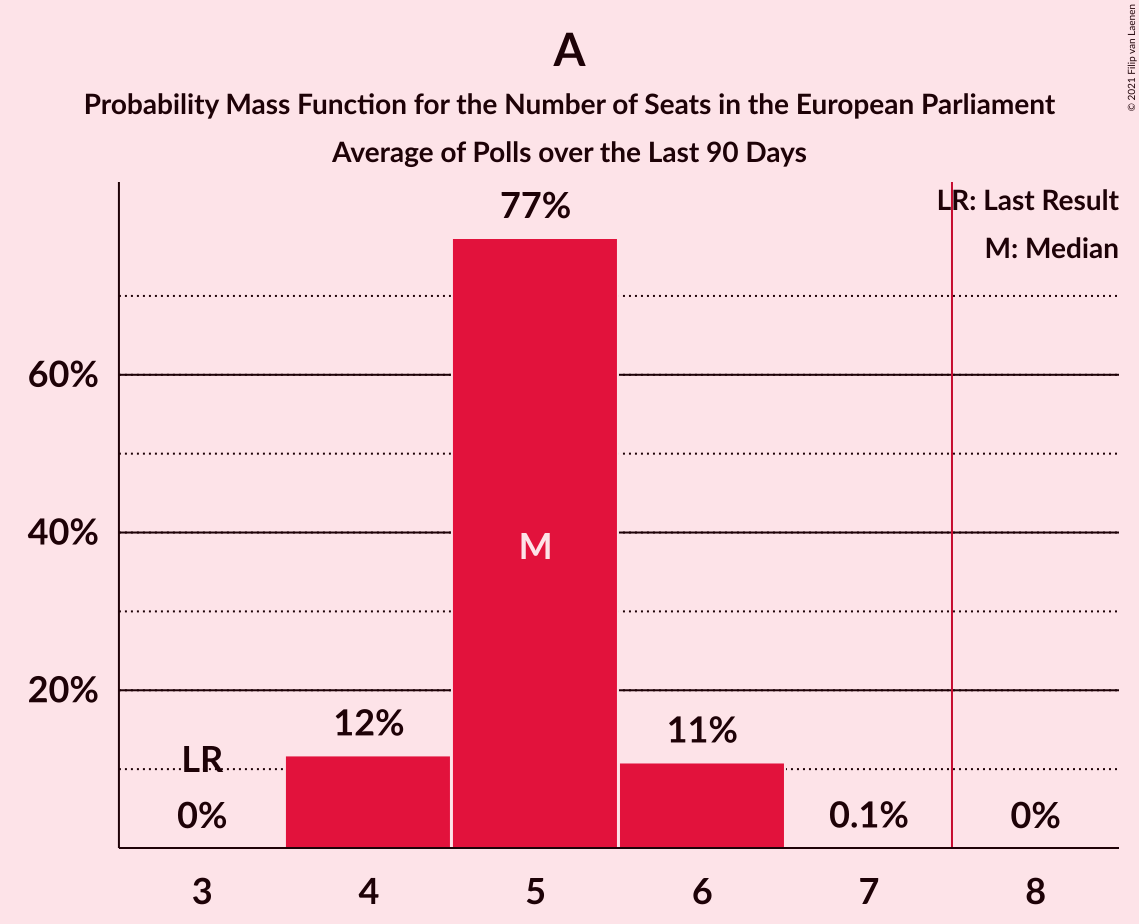 A
Probability Mass Function for the Number of Seats in the European Parliament
Average of Polls over the Last 90 Days
© 2021 Filip van Laenen
LR: Last Result
M: Median
77%
60%
40%
M
20%
12%
11%
LR
0%
0.1%
0%
3 4 5 6 7 8